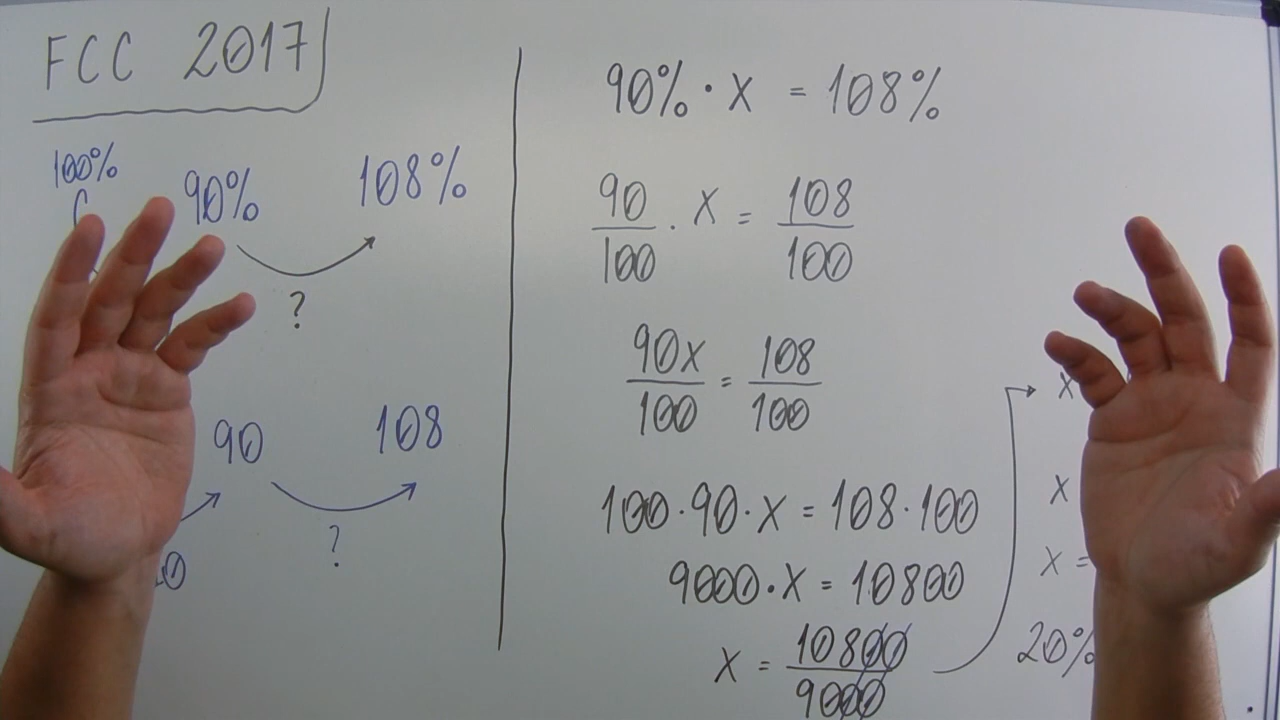 FCC 2017
100% 90% 108%
?
90 108
?
90% · x = 108%
90/100 · x = 108/100
90x/100 = 108/100
100 · 90 · x = 108 · 100
9000 · x = 10800
x = 10800/9000
x
x
x =
20%